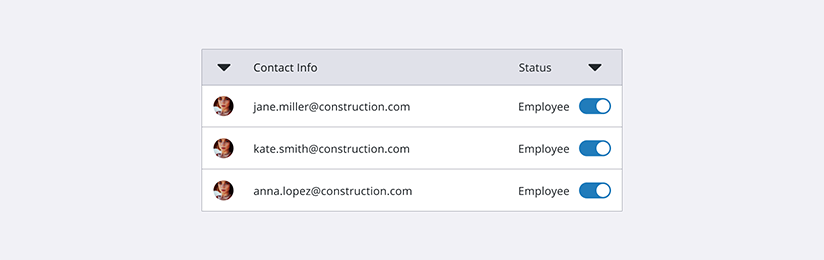 Contact Info Status
jane.miller@construction.com Employee
kate.smith@construction.com Employee
anna.lopez@construction.com Employee